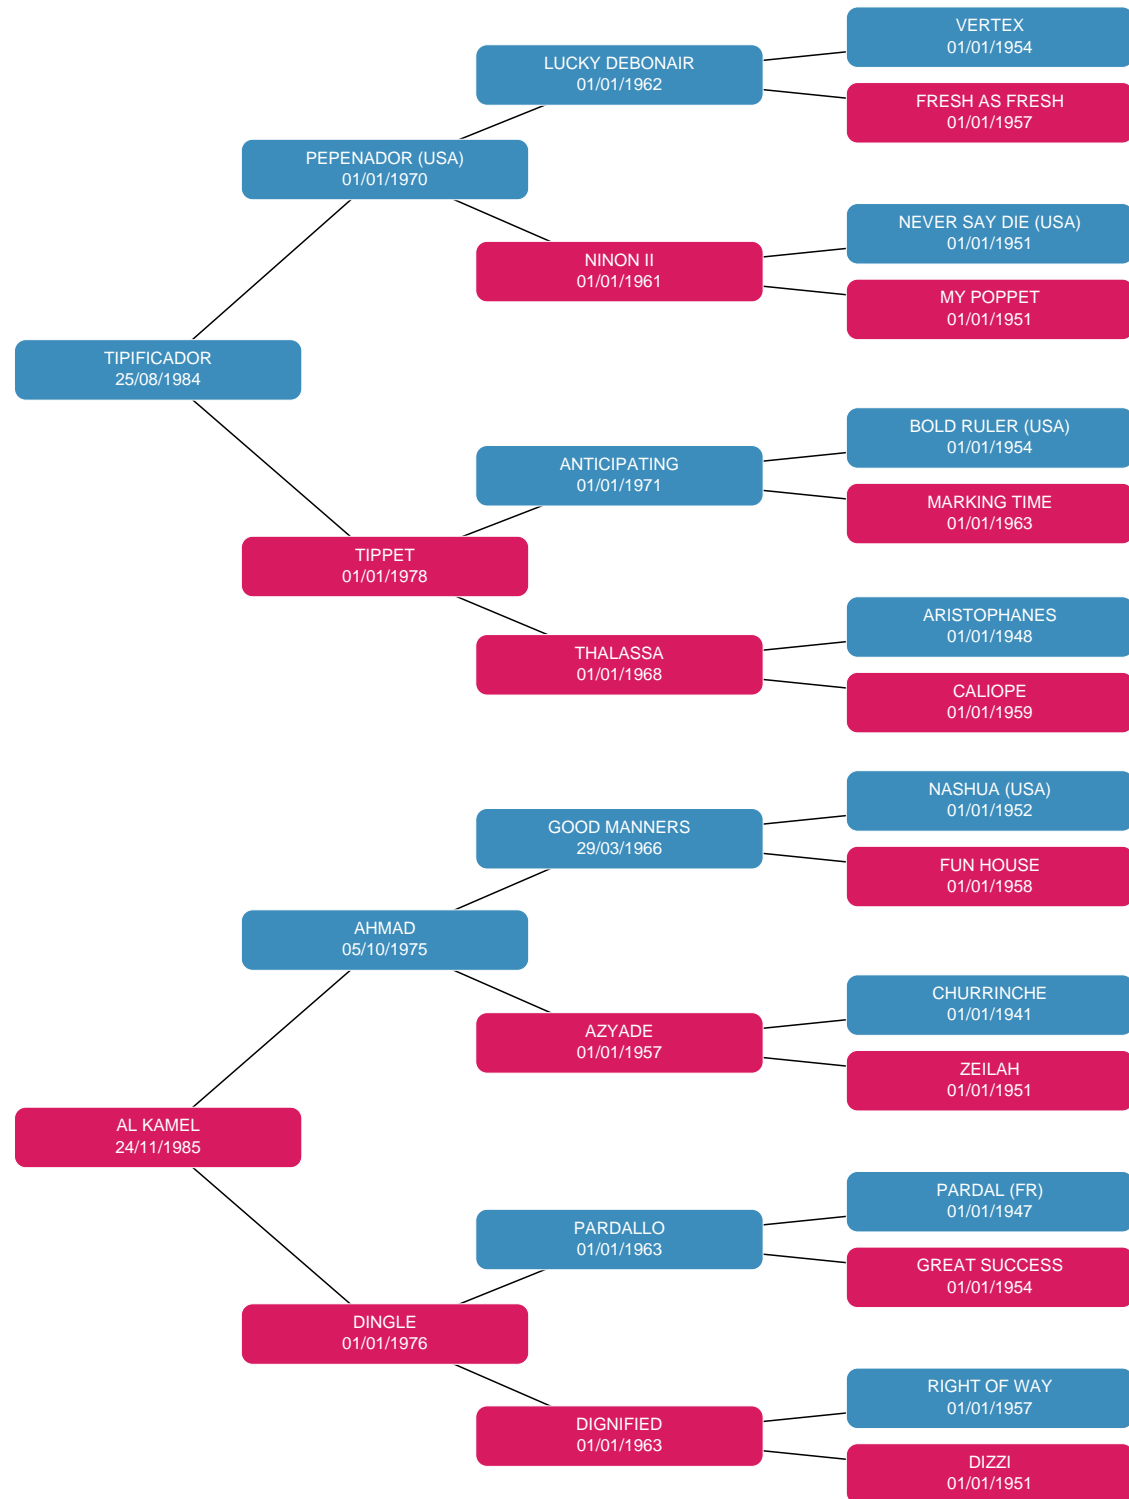 VERTEX
01/01/1954
LUCKY DEBONAIR
01/01/1962
FRESH AS FRESH
01/01/1957
PEPENADOR (USA)
01/01/1970
NEVER SAY DIE (USA)
01/01/1951
NINON II
01/01/1961
MY POPPET
01/01/1951
TIPIFICADOR
25/08/1984
BOLD RULER (USA)
01/01/1954
ANTICIPATING
01/01/1971
MARKING TIME
01/01/1963
TIPPET
01/01/1978
ARISTOPHANES
01/01/1948
THALASSA
01/01/1968
CALIOPE
01/01/1959
NASHUA (USA)
01/01/1952
GOOD MANNERS
29/03/1966
FUN HOUSE
01/01/1958
AHMAD
05/10/1975
CHURRINCHE
01/01/1941
AZYADE
01/01/1957
ZEILAH
01/01/1951
AL KAMEL
24/11/1985
PARDAL (FR)
01/01/1947
PARDALLO
01/01/1963
GREAT SUCCESS
01/01/1954
DINGLE
01/01/1976
RIGHT OF WAY
01/01/1957
DIGNIFIED
01/01/1963
DIZZI
01/01/1951